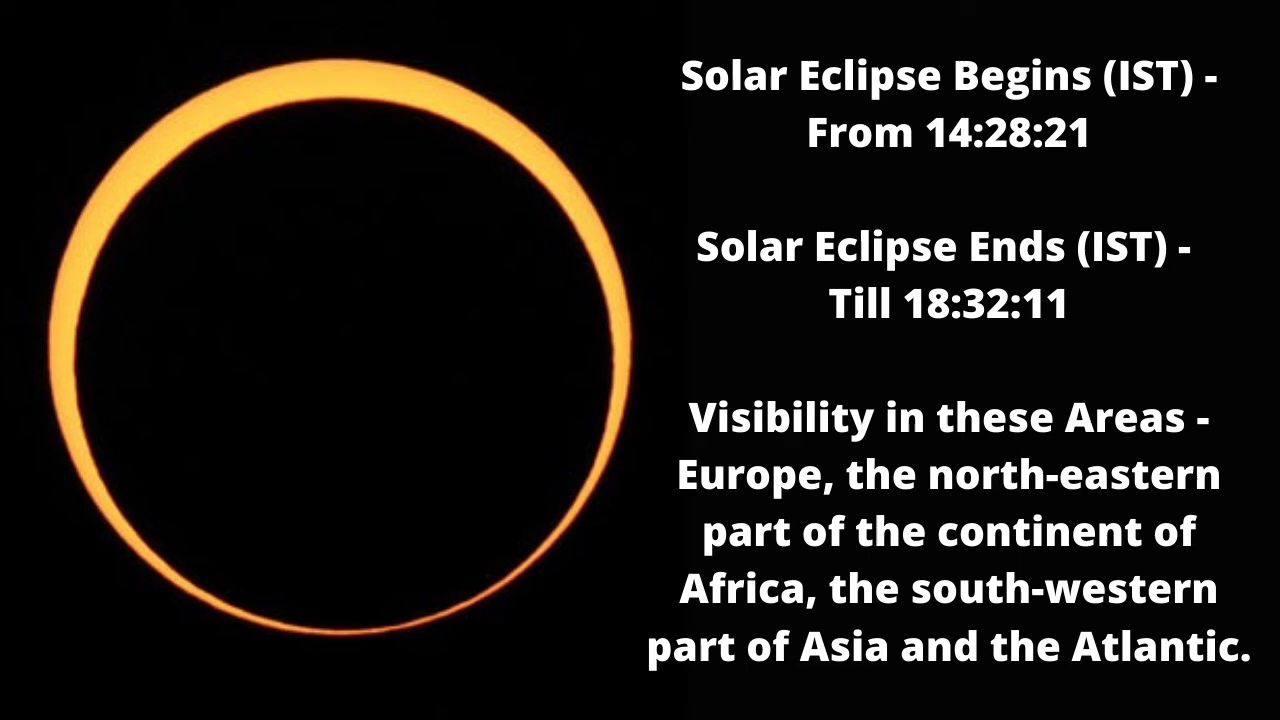 Solar Eclipse Begins (IST) -
From 14:28:21
Solar Eclipse Ends (IST) -
Till 18:32:11
Visibility in these Areas -
Europe, the north-eastern
part of the continent of
Africa, the south-western
part of Asia and the Atlantic.